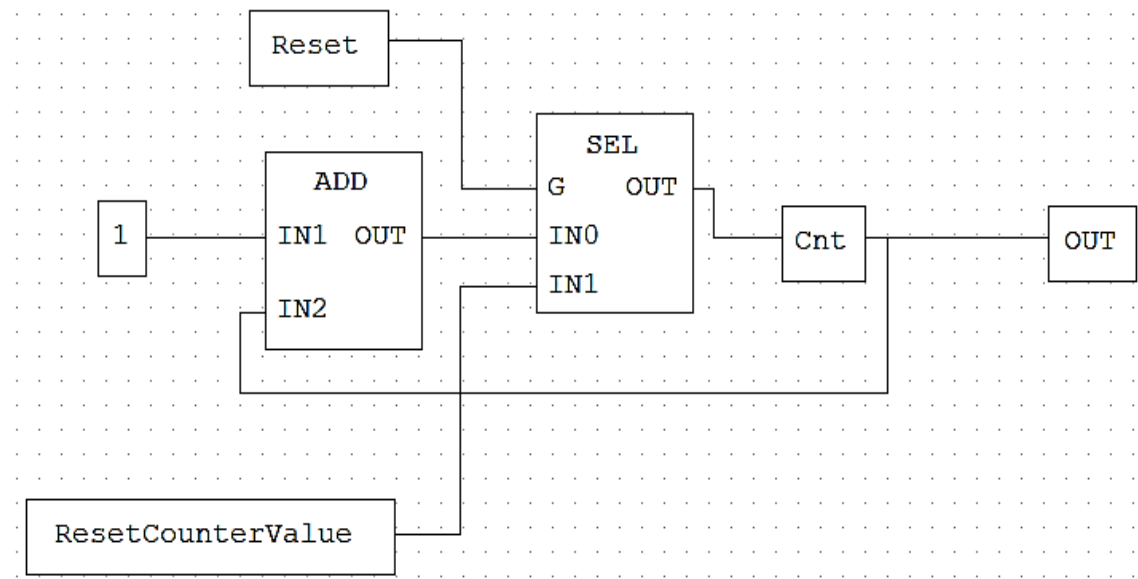 Reset
SEL
ADD
G OUT
1
IN1 OUT
IN0
Cnt
OUT
IN1
IN2
ResetCounterValue